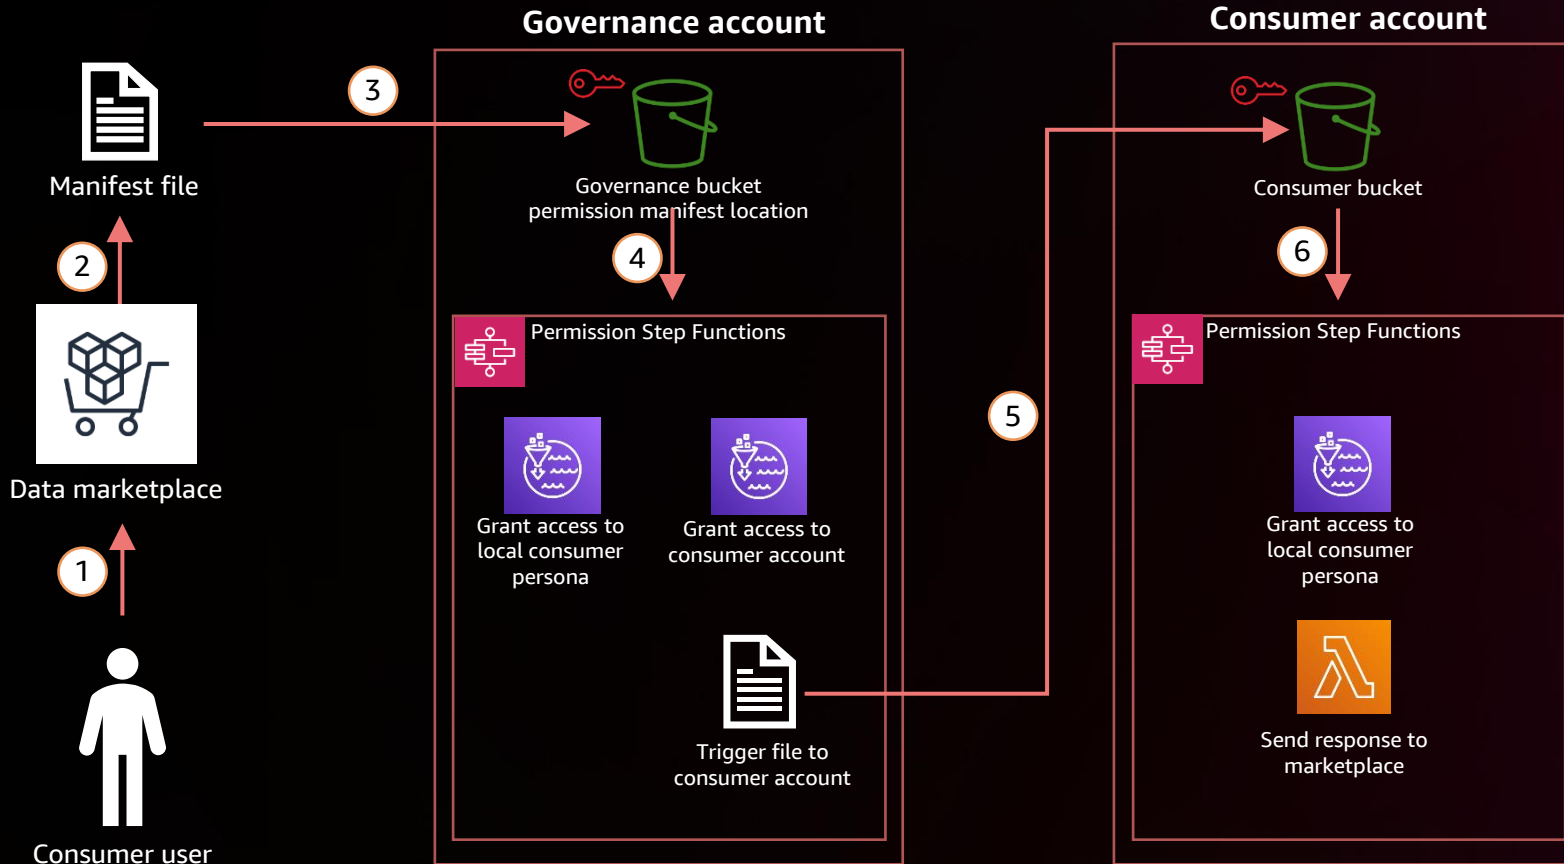 Governance account
Consumer account
3
Manifest file
Governance bucket
permission manifest location
Consumer bucket
2
4
6
Permission Step Functions
Permission Step Functions
5
Data marketplace
Grant access to
local consumer
persona
Grant access to
consumer account
Grant access to
local consumer
persona
1
Trigger file to
consumer account
Send response to
marketplace
Consumer user